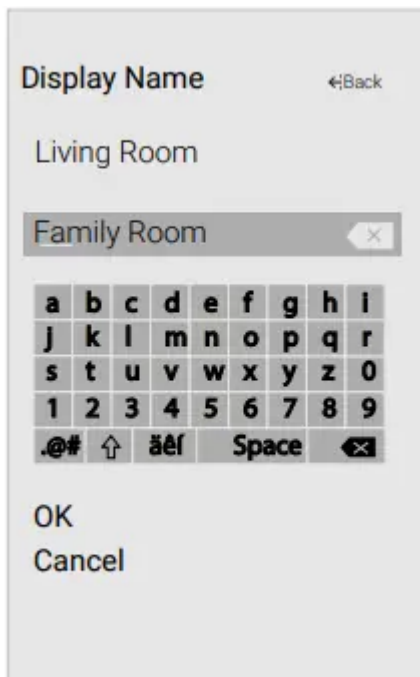 Display Name Back
Living Room
Family Room
a b c d e f g h i
j k l m n o p q r
s t u v w x y z 0
1 2 3 4 5 6 7 8 9
.@# äêí Space
OK
Cancel